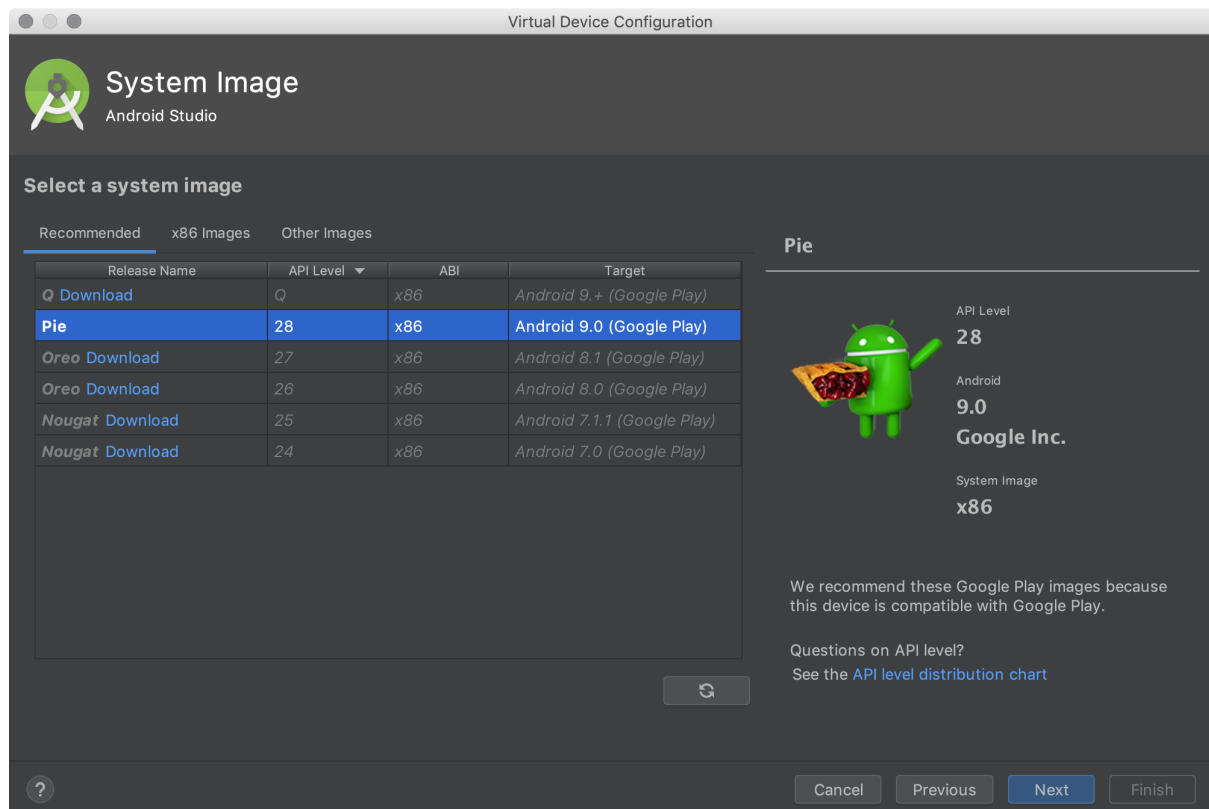 Virtual Device Configuration
System Image
Android Studio
Select a system image
Recommended x86 Images Other Images
Release Name API Level ABI Target
Q Download Q x86 Android 9.+ (Google Play)
Pie 28 x86 Android 9.0 (Google Play)
Oreo Download 27 x86 Android 8.1 (Google Play)
Oreo Download 26 x86 Android 8.0 (Google Play)
Nougat Download 25 x86 Android 7.1.1 (Google Play)
Nougat Download 24 x86 Android 7.0 (Google Play)
Pie
API Level
28
Android
9.0
Google Inc.
System Image
x86
We recommend these Google Play images because
this device is compatible with Google Play.
Questions on API level?
See the API level distribution chart
? Cancel Previous Next Finish